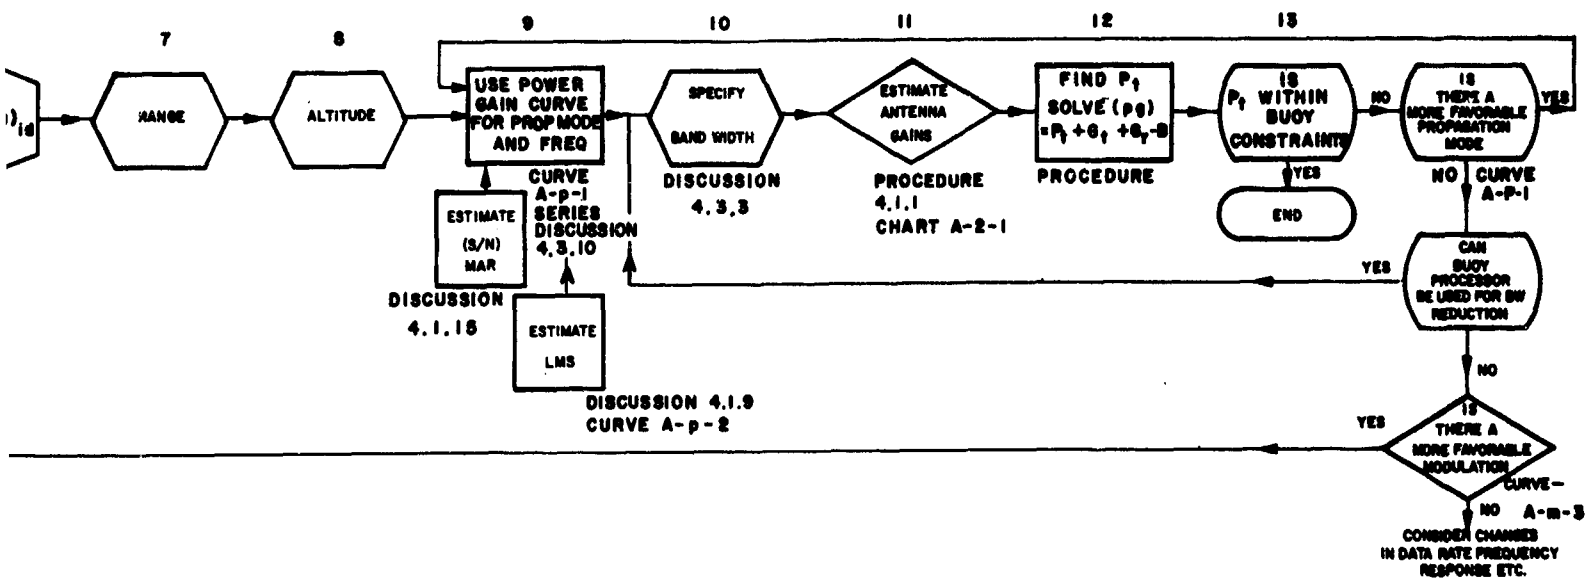 7
8
9
10
11
12
13
)id
RANGE
ALTITUDE
USE POWER
GAIN CURVE
FOR PROP MODE
AND FREQ
CURVE
A-p-1
SERIES
DISCUSSION
4.3.10
ESTIMATE
(S/N)
MAR
DISCUSSION
4.1.15
ESTIMATE
LMS
DISCUSSION 4.1.9
CURVE A-p-2
SPECIFY
BAND WIDTH
DISCUSSION
4.3.3
ESTIMATE
ANTENNA
GAINS
PROCEDURE
4.1.1
CHART A-2-1
FIND Pt
SOLVE (pg)
=Pt+Gt+Gr-B
PROCEDURE
IS
Pt WITHIN
BUOY
CONSTRAINTS
YES
END
NO
IS
THERE A
MORE FAVORABLE
PROPAGATION
MODE
YES
NO
CURVE
A-P-1
CAN
BUOY
PROCESSOR
BE USED FOR BW
REDUCTION
YES
NO
IS
THERE A
MORE FAVORABLE
MODULATION
YES
CURVE-
A-m-3
NO
CONSIDER CHANGES
IN DATA RATE FREQUENCY
RESPONSE ETC.